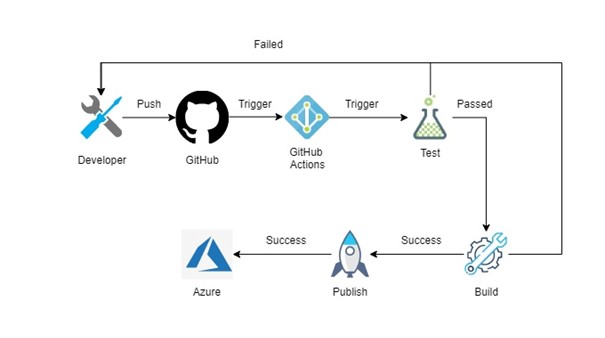 Failed
Push
Trigger
Trigger
Passed
Developer
GitHub
GitHub
Actions
Test
Success
Success
Azure
Publish
Build